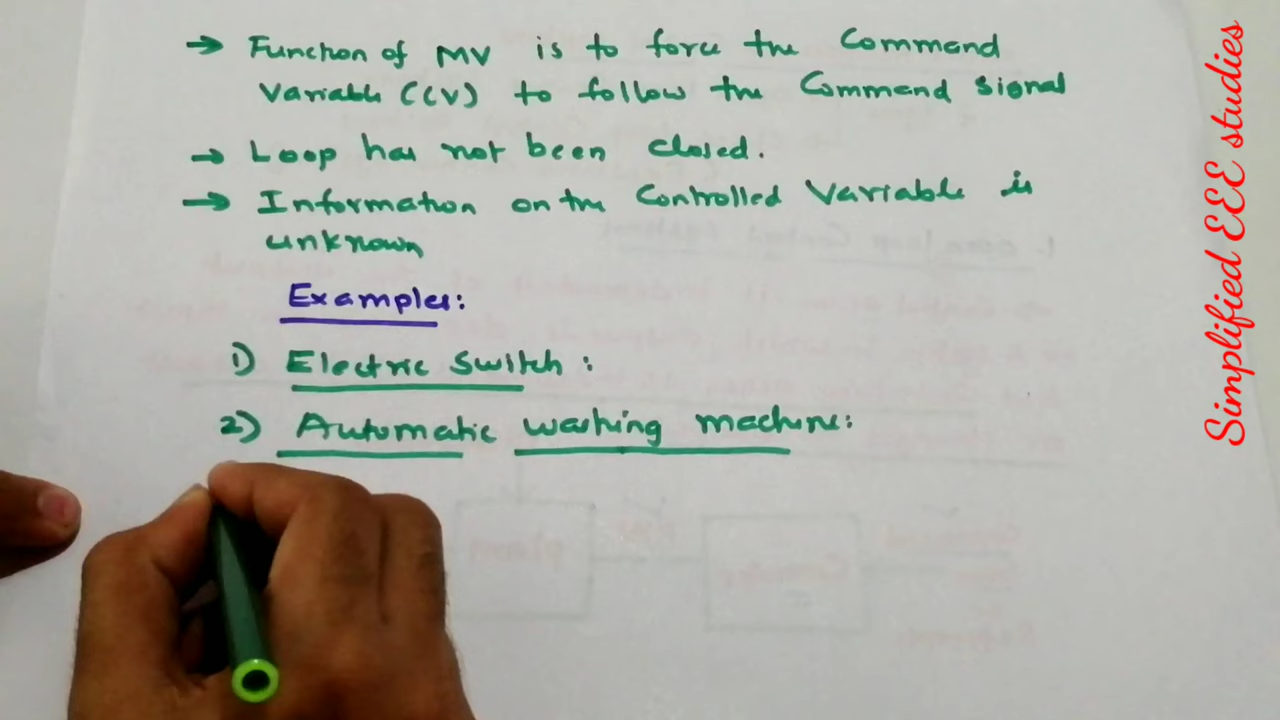 → Function of MV is to force the Command
Variable (CV) to follow the Command signal
→ Loop has not been closed.
→ Information on the Controlled Variable is
unknown
Examples:
1) Electric Switch :
2) Automatic washing machine:
Simplified EEE studies